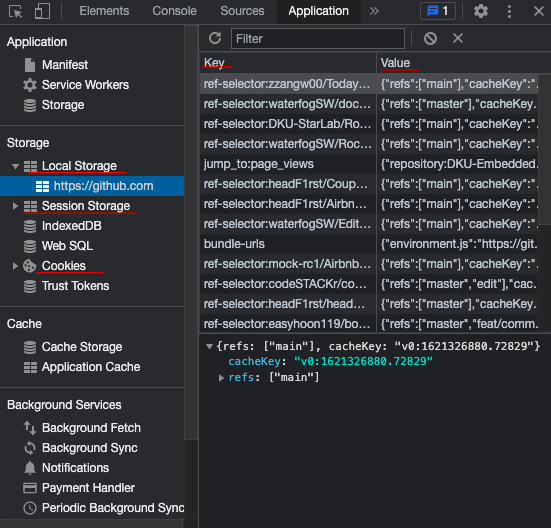 Elements Console Sources Application » 1
Application
Manifest
Service Workers
Storage
Storage
Local Storage
https://github.com
Session Storage
IndexedDB
Web SQL
Cookies
Trust Tokens
Cache
Cache Storage
Application Cache
Background Services
Background Fetch
Background Sync
Notifications
Payment Handler
Periodic Background Sync
Filter
Key Value
ref-selector:zzangw00/Today… {"refs":["main"],"cacheKey":"…
ref-selector:waterfogSW/doc… {"refs":["master"],"cacheKey…
ref-selector:DKU-StarLab/Ro… {"refs":["main"],"cacheKey":"…
ref-selector:waterfogSW/Roc… {"refs":["main"],"cacheKey":"…
jump_to:page_views {"repository:DKU-Embedded…
ref-selector:headF1rst/Coup… {"refs":["main"],"cacheKey":"…
ref-selector:headF1rst/Airbn… {"refs":["main"],"cacheKey":"…
ref-selector:waterfogSW/Edit… {"refs":["main"],"cacheKey":"…
bundle-urls {"environment.js":"https://git…
ref-selector:mock-rc1/Airbnb… {"refs":["main"],"cacheKey":"…
ref-selector:codeSTACKr/co… {"refs":["master","edit"],"cac…
ref-selector:headF1rst/head… {"refs":["master"],"cacheKey…
ref-selector:easyhoon119/bo… {"refs":["master","feat/comm…
{refs: ["main"], cacheKey: "v0:1621326880.72829"}
cacheKey: "v0:1621326880.72829"
refs: ["main"]